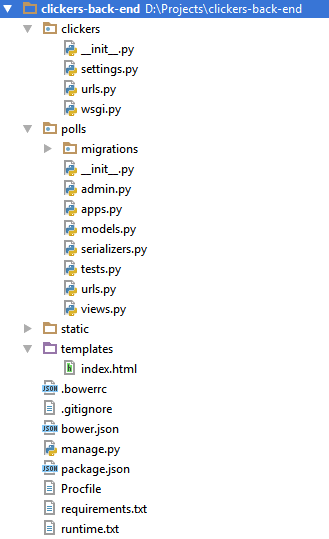 clickers-back-end D:\Projects\clickers-back-end
clickers
__init__.py
settings.py
urls.py
wsgi.py
polls
migrations
__init__.py
admin.py
apps.py
models.py
serializers.py
tests.py
urls.py
views.py
static
templates
index.html
.bowerrc
.gitignore
bower.json
manage.py
package.json
Procfile
requirements.txt
runtime.txt